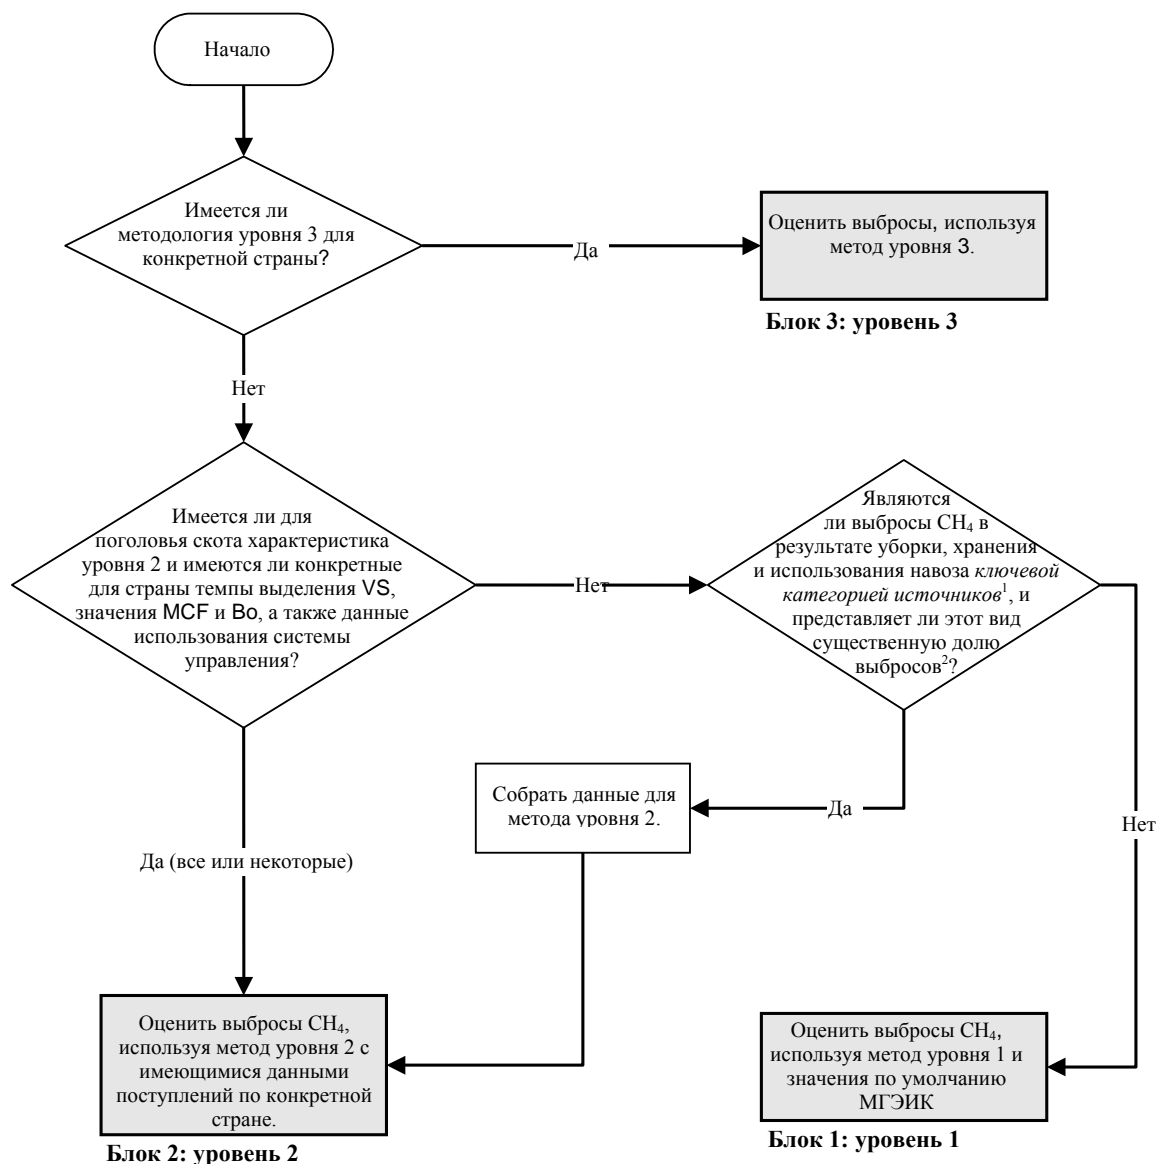 Начало
Имеется ли
методология уровня 3 для
конкретной страны?
Да
Оценить выбросы, используя
метод уровня 3.
Блок 3: уровень 3
Нет
Имеется ли для
поголовья скота характеристика
уровня 2 и имеются ли конкретные
для страны темпы выделения VS,
значения MCF и Bo, а также данные
использования системы
управления?
Нет
Являются
ли выбросы CH₄ в
результате уборки, хранения
и использования навоза ключевой
категорией источников¹, и
представляет ли этот вид
существенную долю
выбросов²?
Собрать данные для
метода уровня 2.
Да
Нет
Да (все или некоторые)
Оценить выбросы CH₄,
используя метод уровня 2 с
имеющимися данными
поступлений по конкретной
стране.
Блок 2: уровень 2
Оценить выбросы CH₄,
используя метод уровня 1 и
значения по умолчанию
МГЭИК
Блок 1: уровень 1